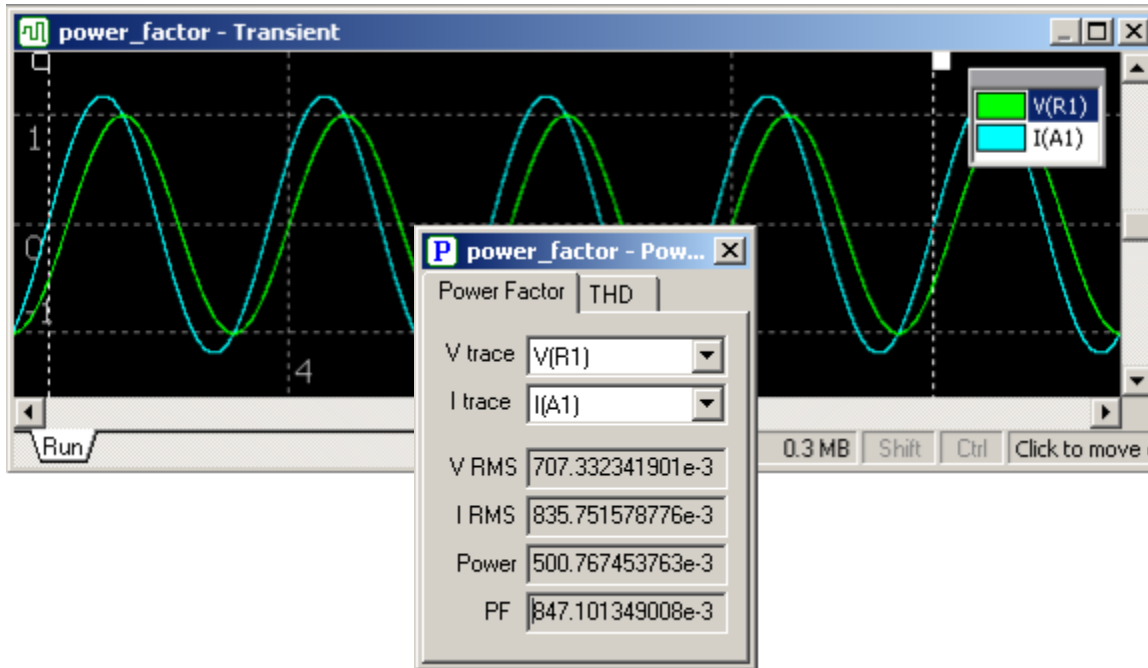 power_factor - Transient
V(R1)
I(A1)
1
0
-1
4
power_factor - Pow...
Power Factor
THD
V trace
V(R1)
I trace
I(A1)
V RMS
707.332341901e-3
I RMS
835.751578776e-3
Power
500.767453763e-3
PF
847.101349008e-3
Run
0.3 MB
Shift
Ctrl
Click to move